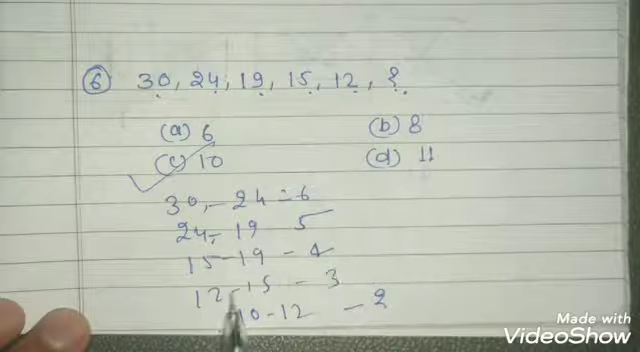 6 30, 24, 19, 15, 12, ?
(a) 6 (b) 8
(c) 10 (d) 11
30, - 24 = 6
24, - 19 5
15 - 19 - 4
12 - 15 - 3
10 - 12 - 2
Made with
VideoShow